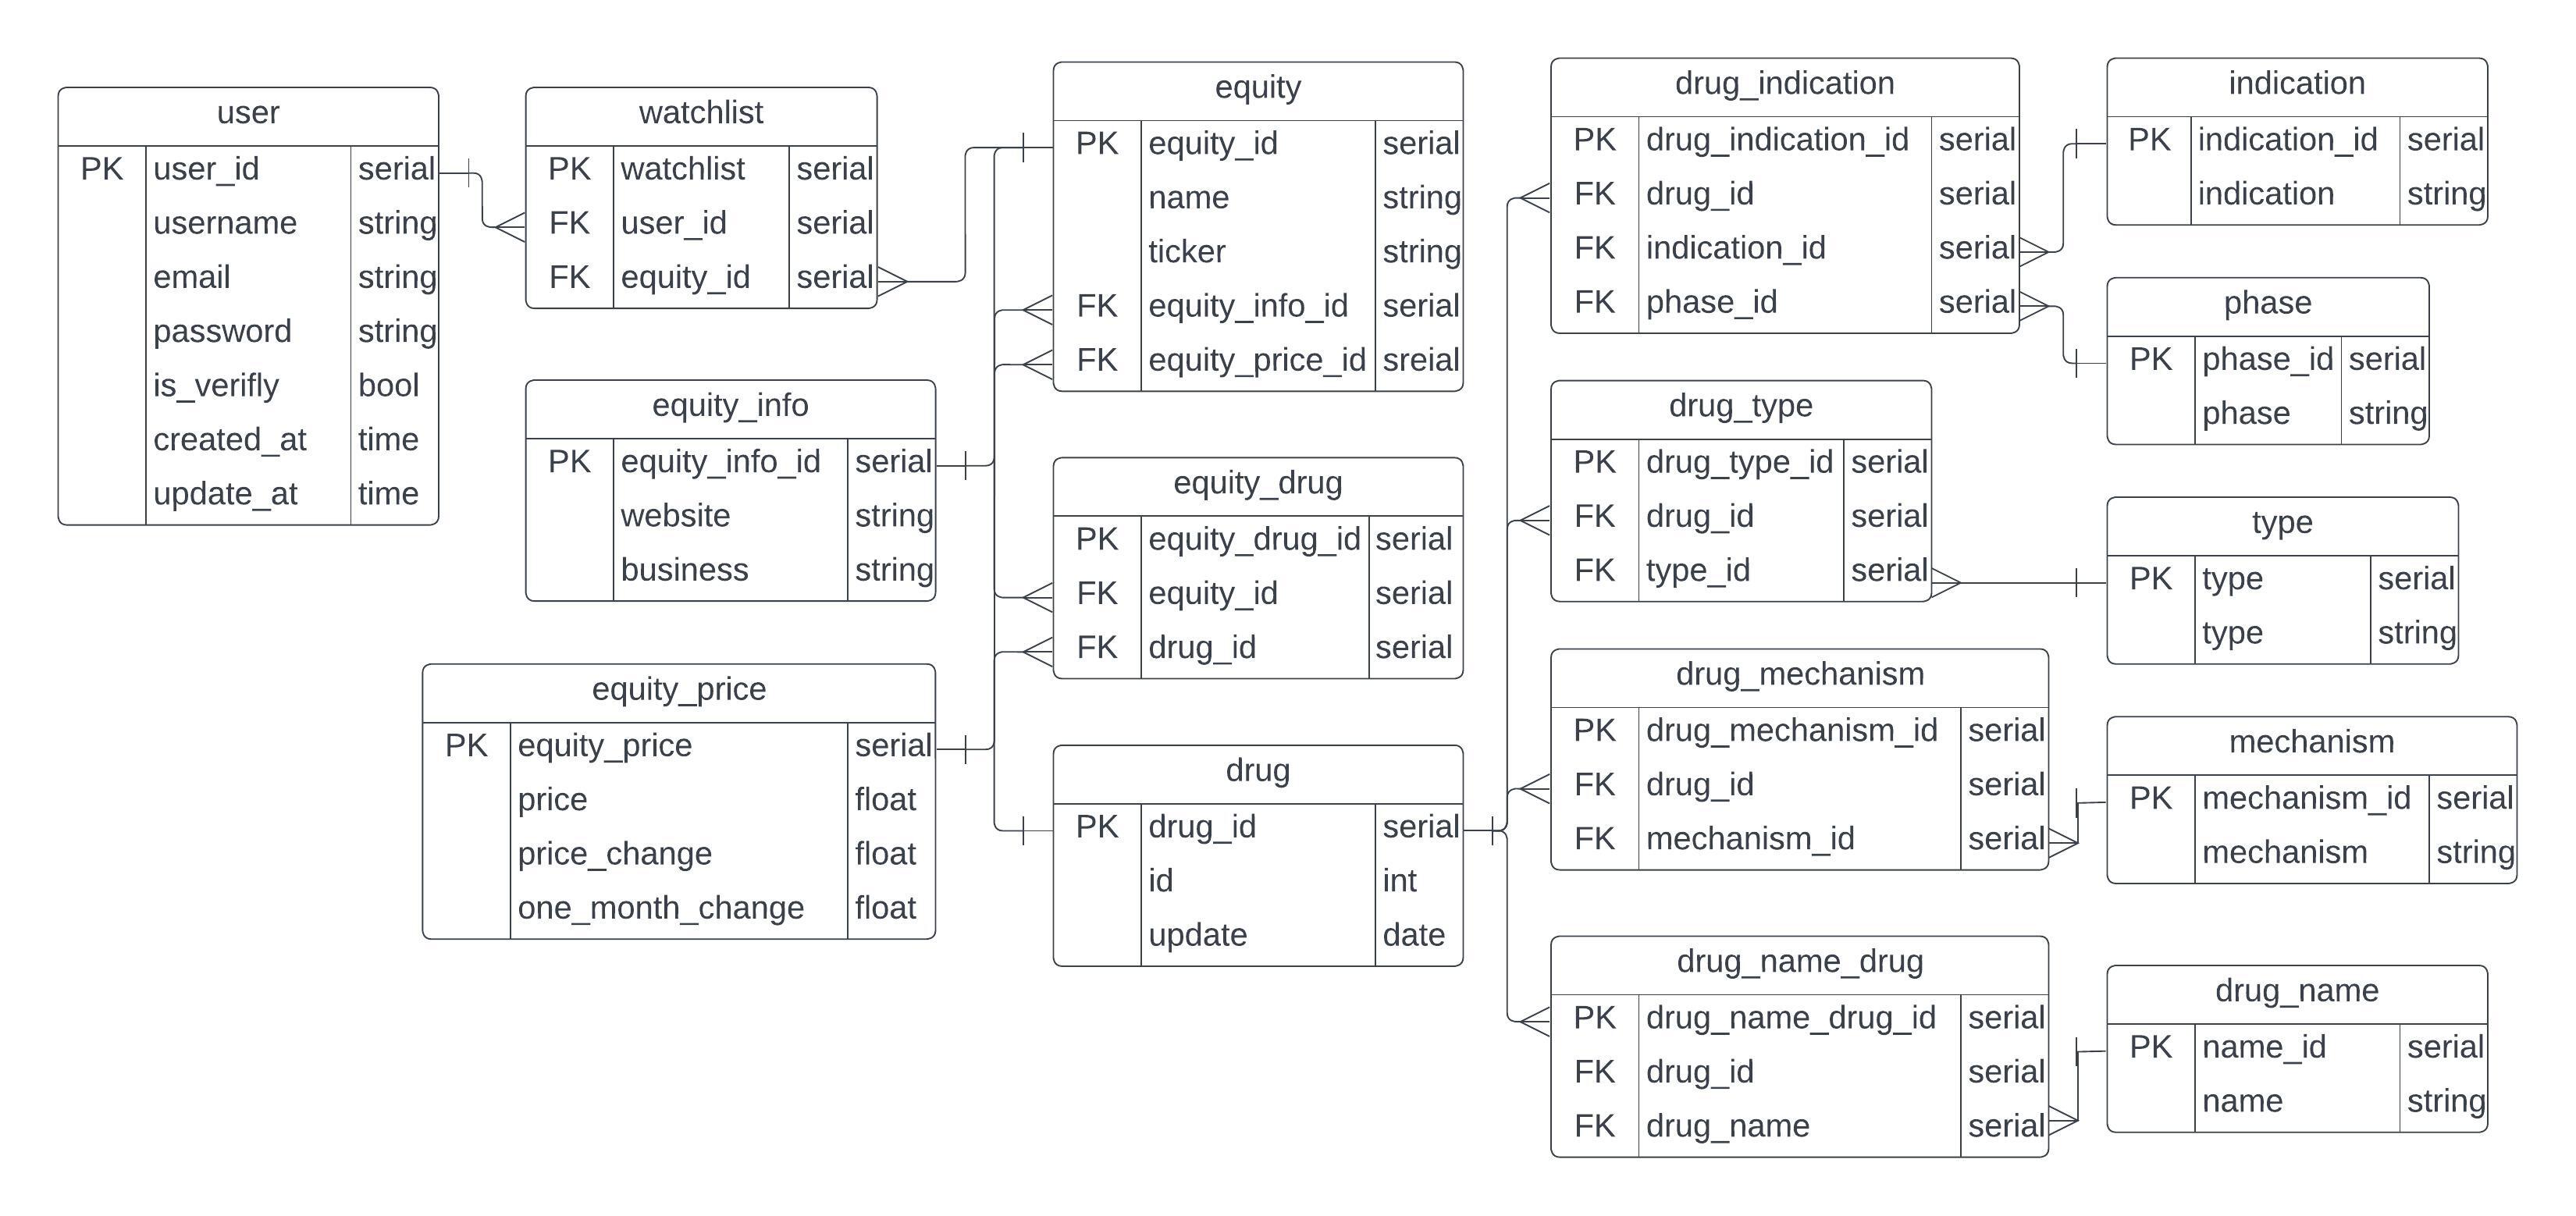 user
PK user_id serial
username string
email string
password string
is_verifly bool
created_at time
update_at time
watchlist
PK watchlist serial
FK user_id serial
FK equity_id serial
equity_info
PK equity_info_id serial
website string
business string
equity_price
PK equity_price serial
price float
price_change float
one_month_change float
equity
PK equity_id serial
name string
ticker string
FK equity_info_id serial
FK equity_price_id sreial
equity_drug
PK equity_drug_id serial
FK equity_id serial
FK drug_id serial
drug
PK drug_id serial
id int
update date
drug_indication
PK drug_indication_id serial
FK drug_id serial
FK indication_id serial
FK phase_id serial
drug_type
PK drug_type_id serial
FK drug_id serial
FK type_id serial
drug_mechanism
PK drug_mechanism_id serial
FK drug_id serial
FK mechanism_id serial
drug_name_drug
PK drug_name_drug_id serial
FK drug_id serial
FK drug_name serial
indication
PK indication_id serial
indication string
phase
PK phase_id serial
phase string
type
PK type serial
type string
mechanism
PK mechanism_id serial
mechanism string
drug_name
PK name_id serial
name string